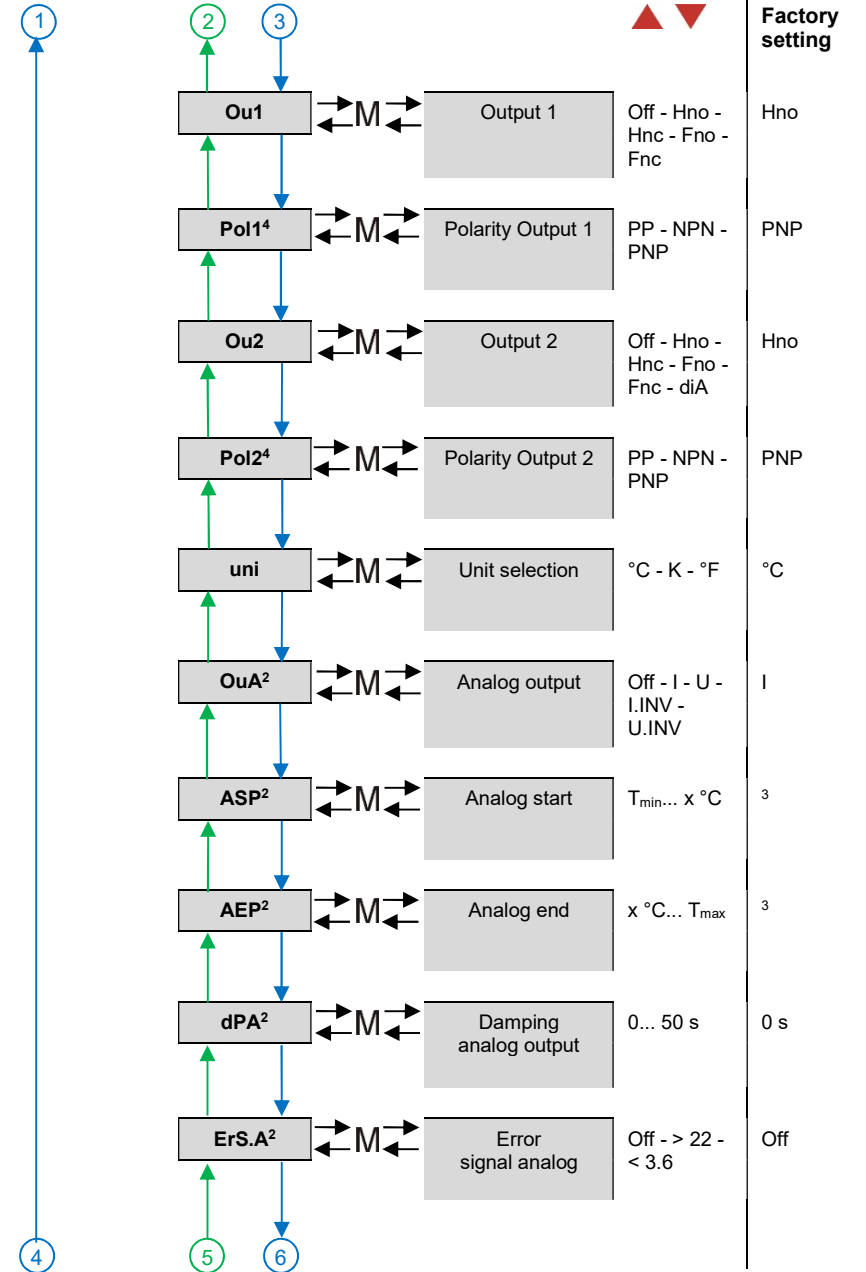 1 2 3 Factory
setting
Ou1 M Output 1 Off - Hno - Hno
Hnc - Fno -
Fnc
Pol1⁴ M Polarity Output 1 PP - NPN - PNP
PNP
Ou2 M Output 2 Off - Hno - Hno
Hnc - Fno -
Fnc - diA
Pol2⁴ M Polarity Output 2 PP - NPN - PNP
PNP
uni M Unit selection °C - K - °F °C
OuA² M Analog output Off - I - U - I
I.INV -
U.INV
ASP² M Analog start Tₘᵢₙ... x °C ³
AEP² M Analog end x °C... Tₘₐₓ ³
dPA² M Damping 0... 50 s 0 s
analog output
ErS.A² M Error Off - > 22 - Off
signal analog < 3.6
4 5 6